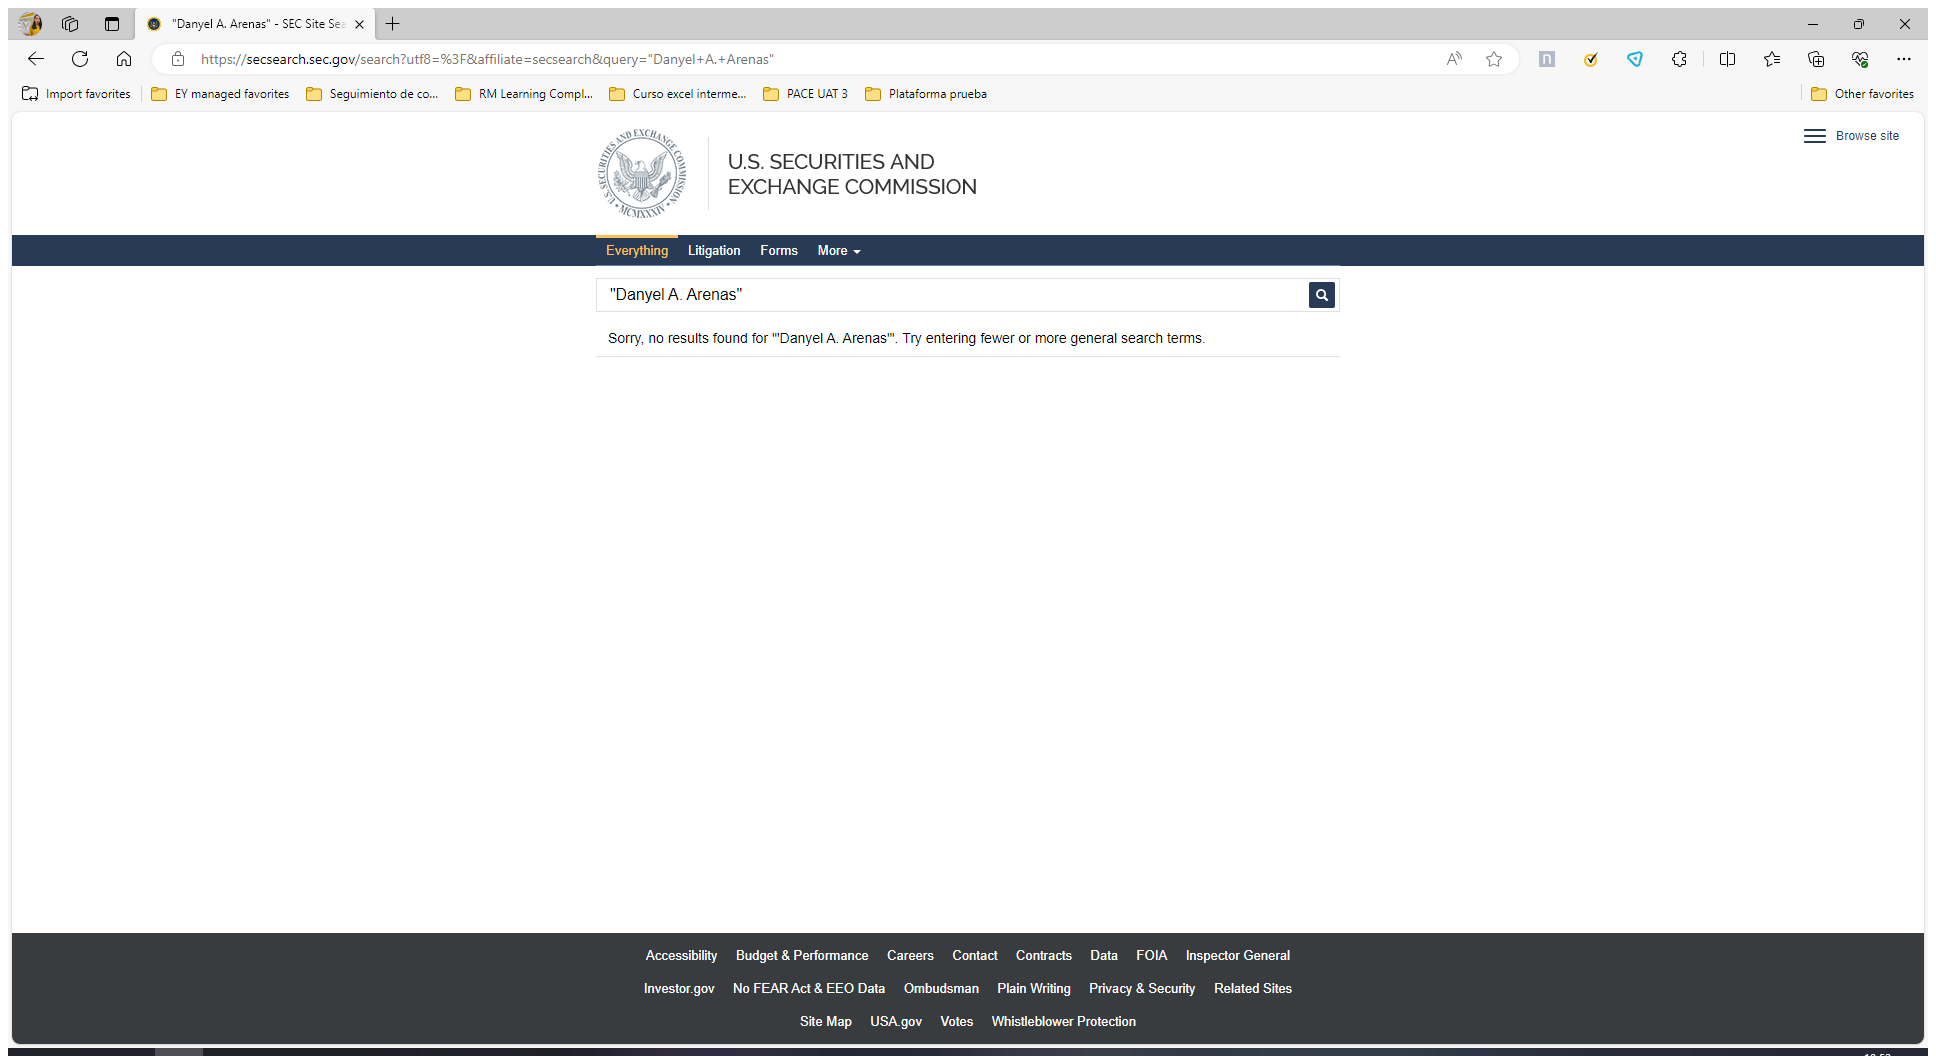 "Danyel A. Arenas" - SEC Site Sea
https://secsearch.sec.gov/search?utf8=%3F&affiliate=secsearch&query="Danyel+A.+Arenas"
Import favorites EY managed favorites Seguimiento de co... RM Learning Compl... Curso excel interme... PACE UAT 3 Plataforma prueba Other favorites
Browse site
U.S. SECURITIES AND EXCHANGE COMMISSION
MCMXXXIV
U.S. SECURITIES AND
EXCHANGE COMMISSION
Everything Litigation Forms More
"Danyel A. Arenas"
Sorry, no results found for '"Danyel A. Arenas"'. Try entering fewer or more general search terms.
Accessibility Budget & Performance Careers Contact Contracts Data FOIA Inspector General
Investor.gov No FEAR Act & EEO Data Ombudsman Plain Writing Privacy & Security Related Sites
Site Map USA.gov Votes Whistleblower Protection